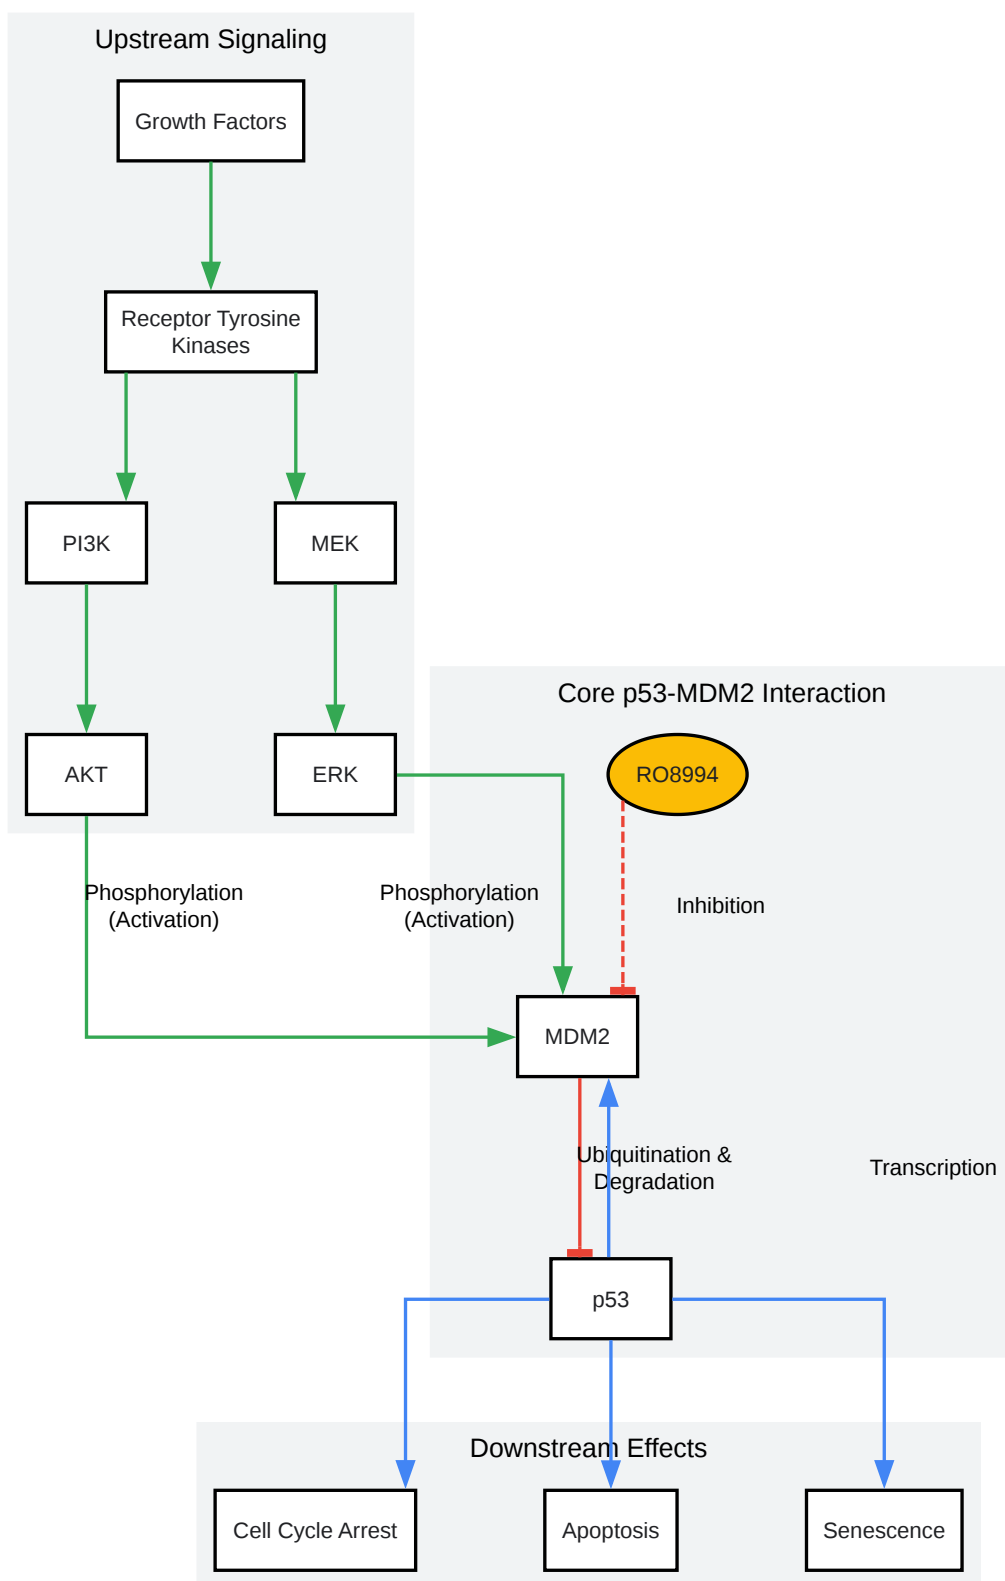 Upstream Signaling
Growth Factors
Receptor Tyrosine
Kinases
PI3K
MEK
AKT
ERK
Core p53-MDM2 Interaction
RO8994
Phosphorylation
(Activation)
Phosphorylation
(Activation)
Inhibition
MDM2
Ubiquitination &
Degradation
Transcription
p53
Downstream Effects
Cell Cycle Arrest
Apoptosis
Senescence